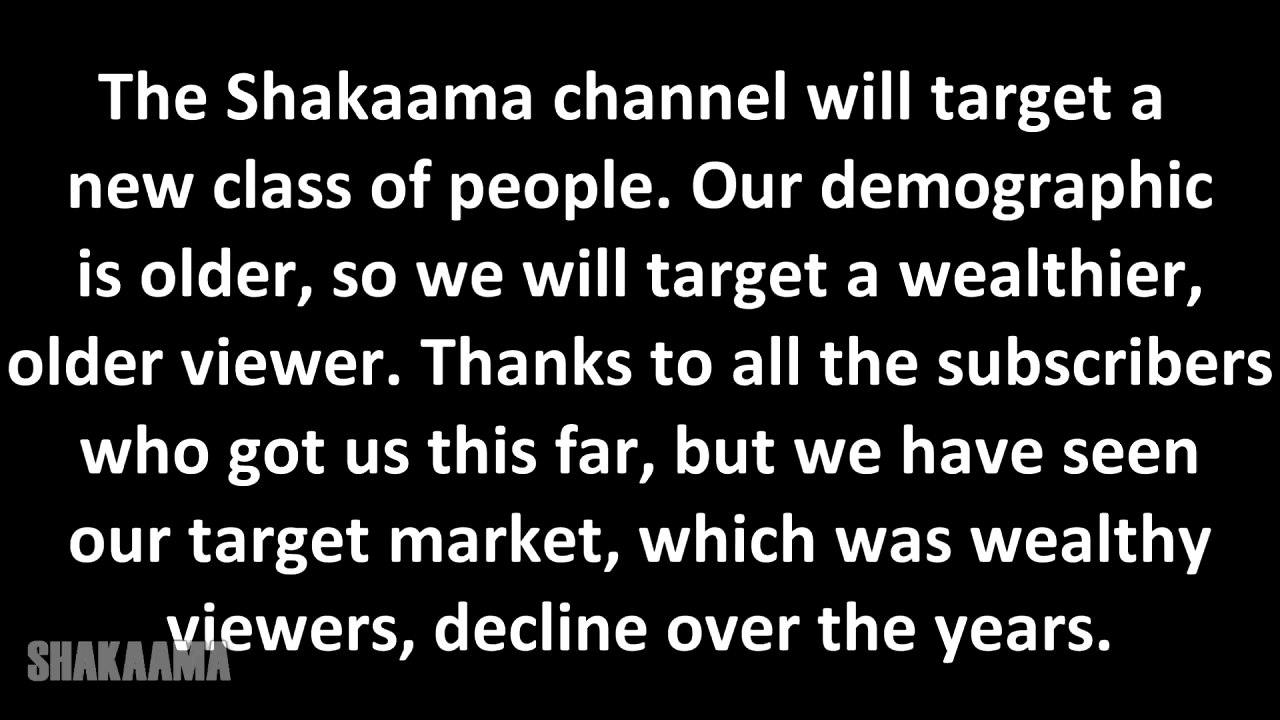 The Shakaama channel will target a
new class of people. Our demographic
is older, so we will target a wealthier,
older viewer. Thanks to all the subscribers
who got us this far, but we have seen
our target market, which was wealthy
viewers, decline over the years.
SHAKAAMA